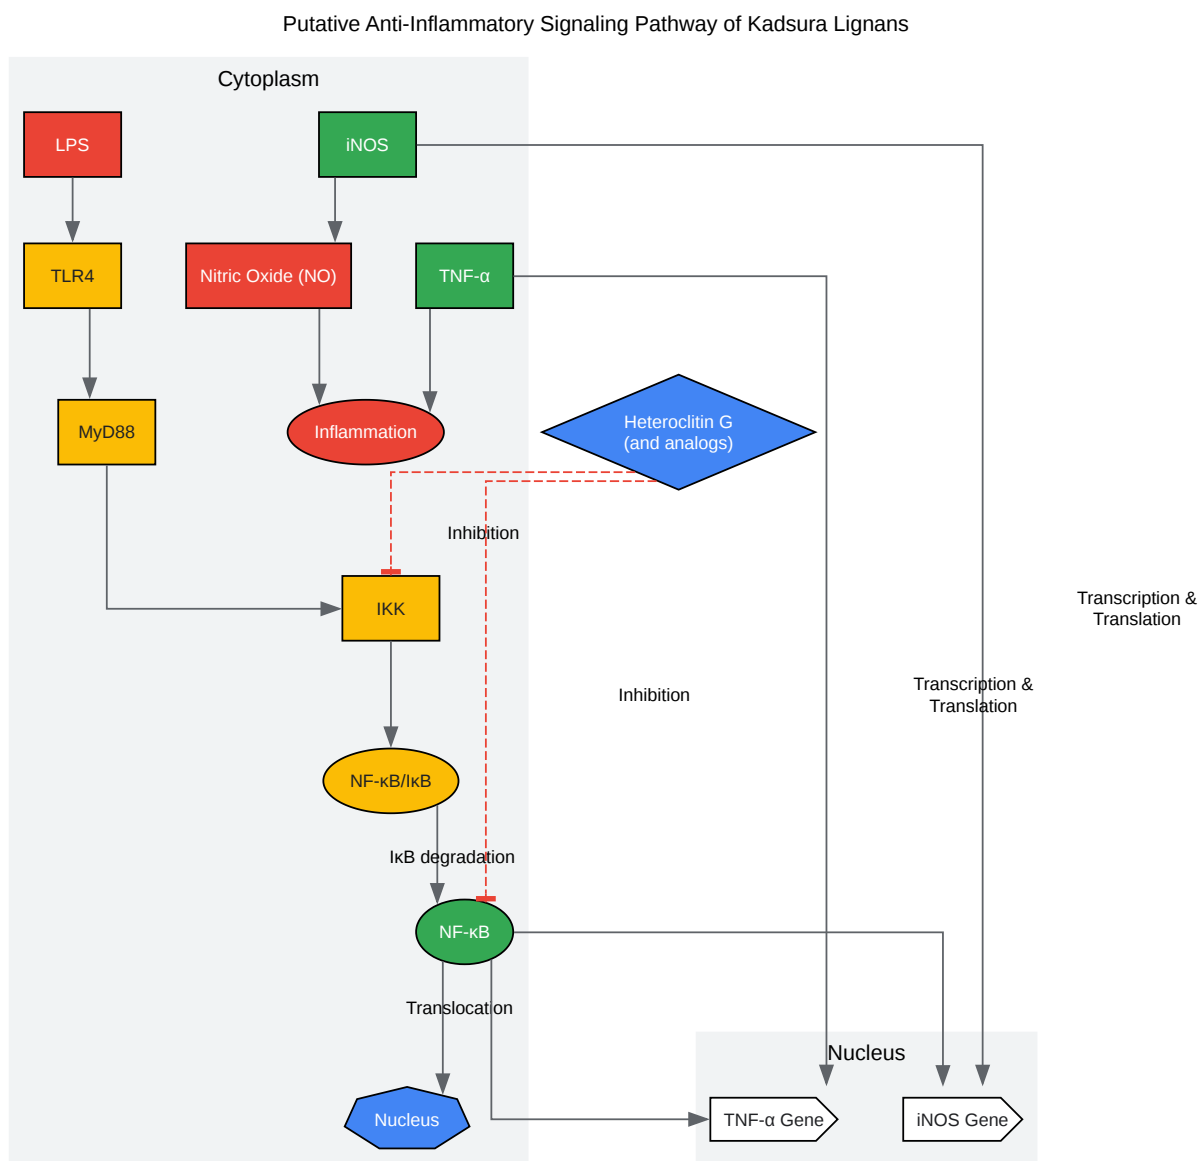 Putative Anti-Inflammatory Signaling Pathway of Kadsura Lignans
Cytoplasm
LPS
iNOS
TLR4
Nitric Oxide (NO)
TNF-α
MyD88
Inflammation
Heteroclitin G
(and analogs)
Inhibition
IKK
Transcription &
Translation
Inhibition
Transcription &
Translation
NF-κB/IκB
IκB degradation
NF-κB
Translocation
Nucleus
Nucleus
TNF-α Gene
iNOS Gene